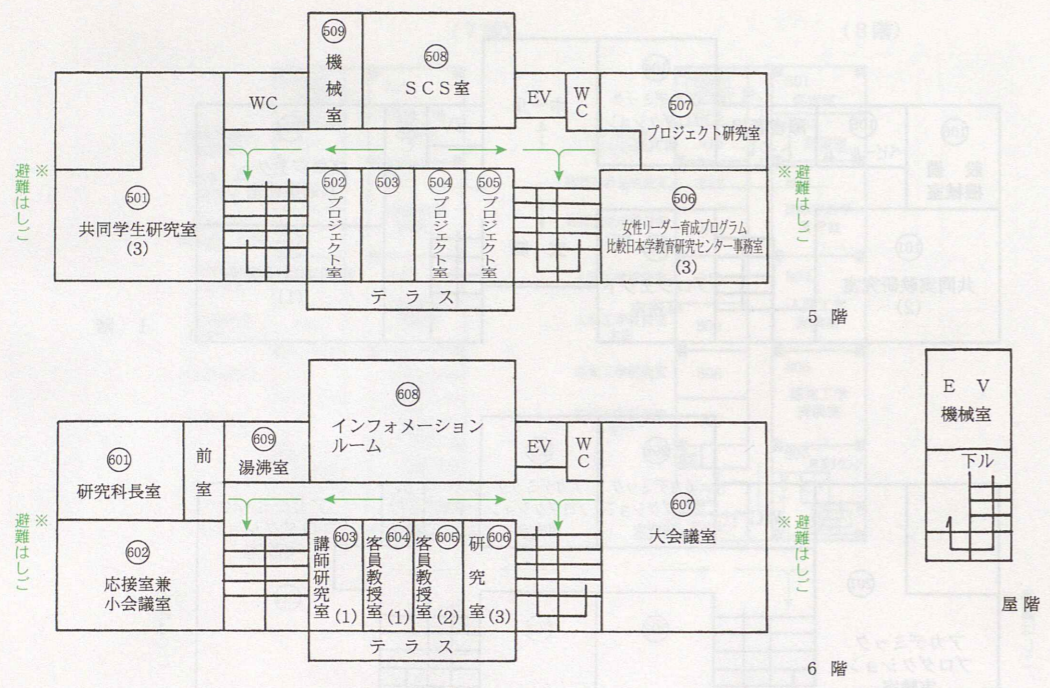 509
機械室
508
SCS室
WC
EV
WC
507
プロジェクト研究室
※避難はしご
501
共同学生研究室
(3)
502
プロジェクト室
503
504
プロジェクト室
505
プロジェクト室
506
女性リーダー育成プログラム
比較日本学教育研究センター事務室
(3)
※避難はしご
テラス
5 階
608
インフォメーション
ルーム
609
湯沸室
EV
WC
601
研究科長室
前室
607
大会議室
※避難はしご
602
応接室兼
小会議室
603
講師研究室
(1)
604
客員教授室
(1)
605
客員教授室
(2)
606
研究室
(3)
※避難はしご
テラス
6 階
EV
機械室
下ル
屋階